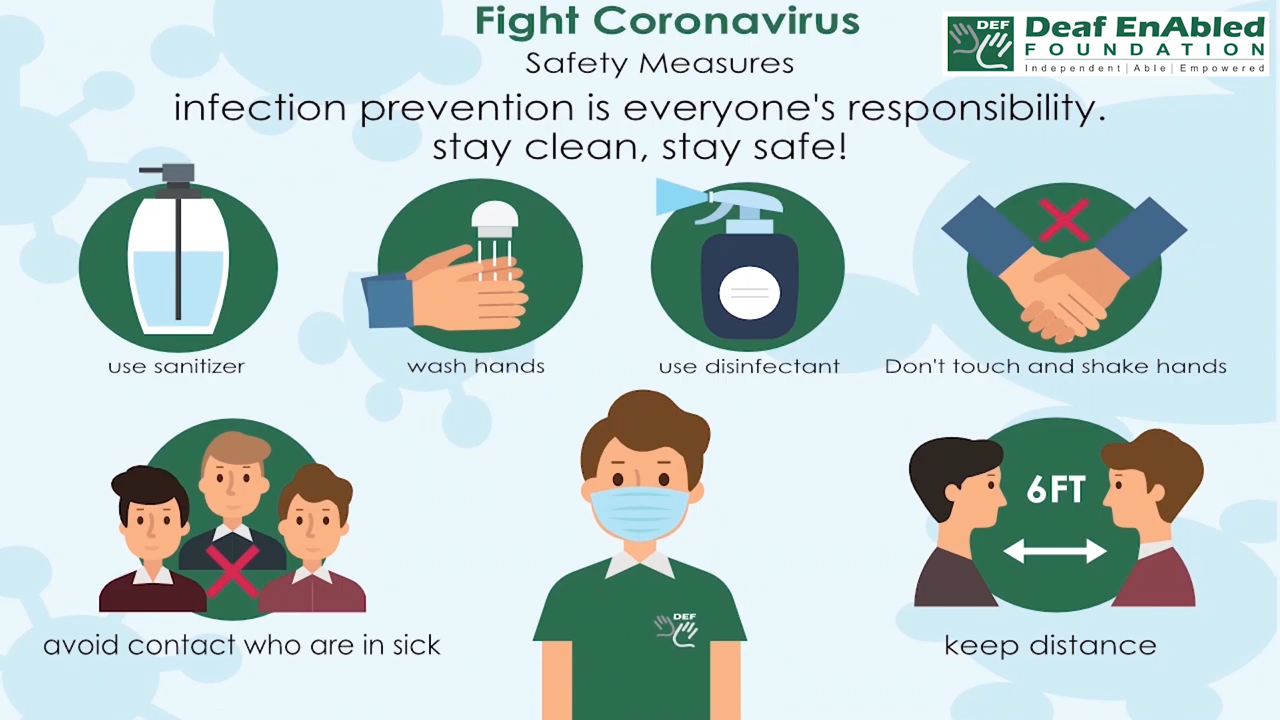 Fight Coronavirus
Safety Measures
infection prevention is everyone's responsibility.
stay clean, stay safe!
DEF
Deaf EnAbled
FOUNDATION
Independent | Able | Empowered
use sanitizer
wash hands
use disinfectant
Don't touch and shake hands
6FT
DEF
avoid contact who are in sick
keep distance